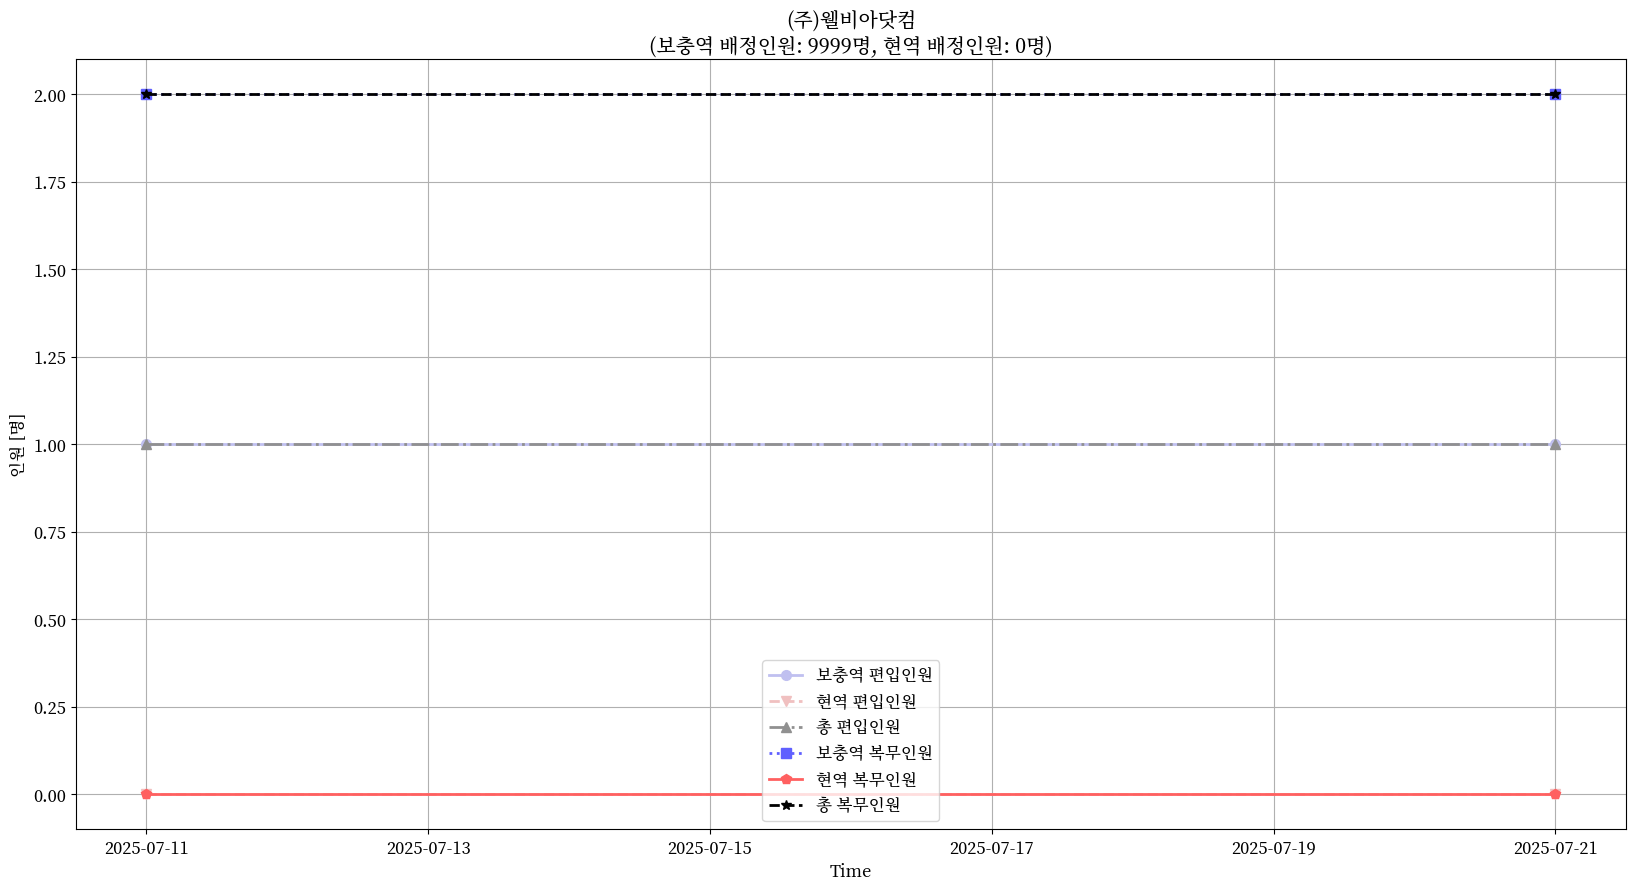 (주)웰비아닷컴
(보충역 배정인원: 9999명, 현역 배정인원: 0명)
2.00
1.75
1.50
1.25
1.00
0.75
0.50
0.25
0.00
인원 [명]
보충역 편입인원
현역 편입인원
총 편입인원
보충역 복무인원
현역 복무인원
총 복무인원
2025-07-11
2025-07-13
2025-07-15
2025-07-17
2025-07-19
2025-07-21
Time